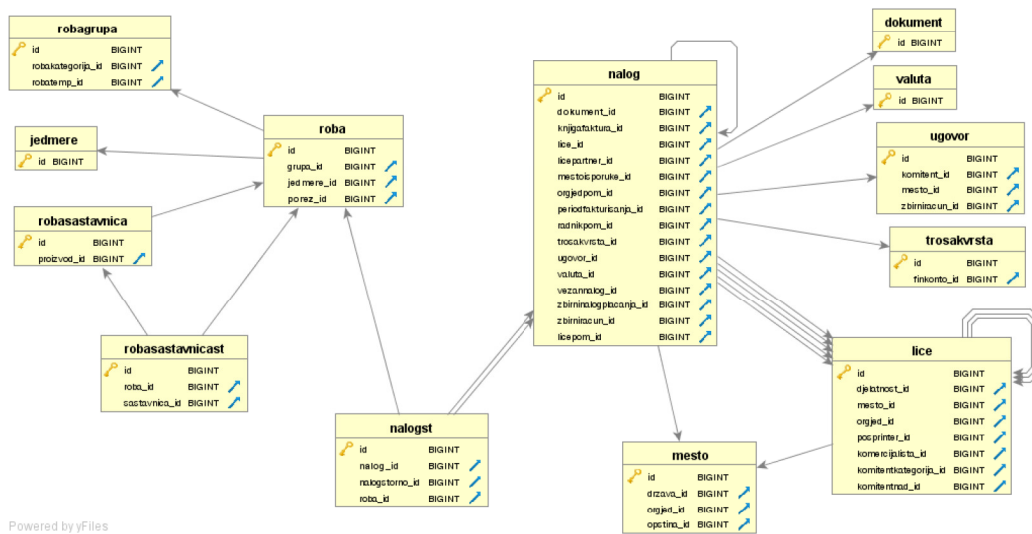 robagrupa
id BIGINT
robakategorija_id BIGINT
robatemp_id BIGINT
jedmere
id BIGINT
roba
id BIGINT
grupa_id BIGINT
jedmere_id BIGINT
porez_id BIGINT
robasastavnica
id BIGINT
proizvod_id BIGINT
robasastavnicast
id BIGINT
roba_id BIGINT
sastavnica_id BIGINT
nalogst
id BIGINT
nalog_id BIGINT
nalogstorno_id BIGINT
roba_id BIGINT
nalog
id BIGINT
dokument_id BIGINT
knjigafaktura_id BIGINT
lice_id BIGINT
licepartner_id BIGINT
mestoisporuke_id BIGINT
orgjedpom_id BIGINT
periodfakturisanja_id BIGINT
radnikpom_id BIGINT
trosakvrsta_id BIGINT
ugovor_id BIGINT
valuta_id BIGINT
vezannalog_id BIGINT
zbirninalogplacanja_id BIGINT
zbirniracun_id BIGINT
licepom_id BIGINT
dokument
id BIGINT
valuta
id BIGINT
ugovor
id BIGINT
komitent_id BIGINT
mesto_id BIGINT
zbirniracun_id BIGINT
trosakvrsta
id BIGINT
finkonto_id BIGINT
lice
id BIGINT
djelatnost_id BIGINT
mesto_id BIGINT
orgjed_id BIGINT
posprinter_id BIGINT
komercijalista_id BIGINT
komitentkategorija_id BIGINT
komitentnad_id BIGINT
mesto
id BIGINT
drzava_id BIGINT
orgjed_id BIGINT
opstina_id BIGINT
Powered by yFiles